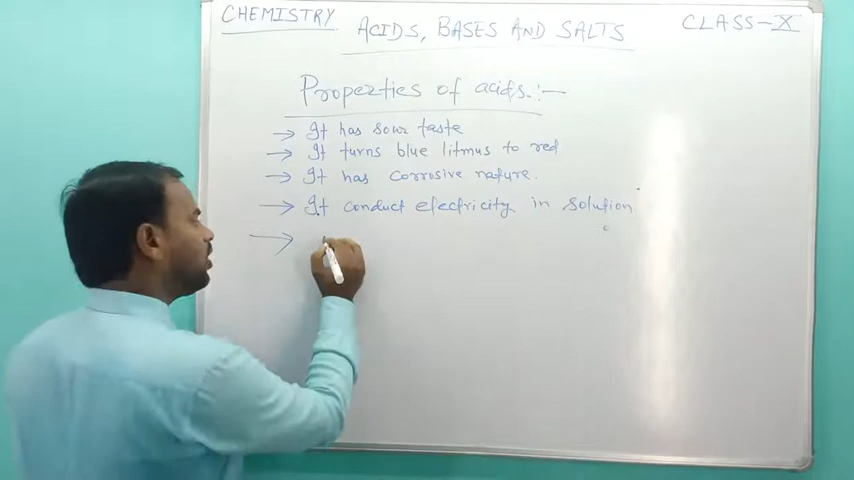 CHEMISTRY
ACIDS, BASES AND SALTS
CLASS-X
Properties of acids:-
→ It has sour taste
→ It turns blue litmus to red
→ It has corrosive nature.
→ It conduct electricity in solution
→